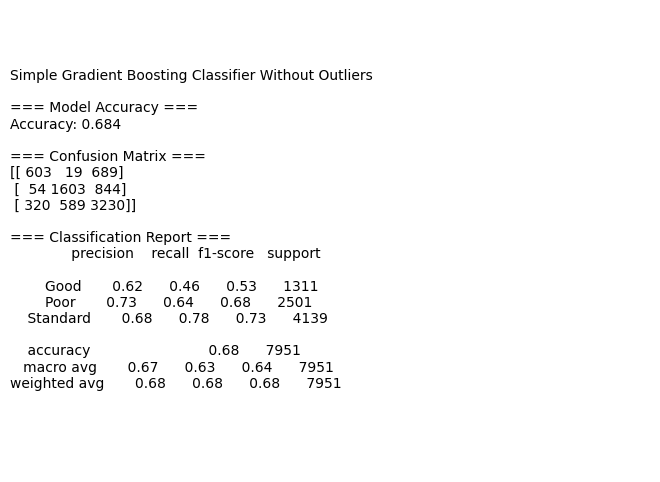 Simple Gradient Boosting Classifier Without Outliers
=== Model Accuracy ===
Accuracy: 0.684
=== Confusion Matrix ===
[[ 603   19  689]
 [  54 1603  844]
 [ 320  589 3230]]
=== Classification Report ===
              precision    recall  f1-score   support
        Good       0.62      0.46      0.53      1311
        Poor       0.73      0.64      0.68      2501
    Standard       0.68      0.78      0.73      4139
    accuracy                           0.68      7951
   macro avg       0.67      0.63      0.64      7951
weighted avg       0.68      0.68      0.68      7951